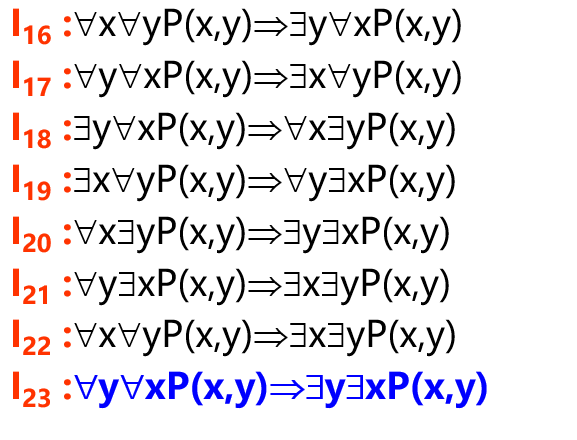 I₁₆ :∀x∀yP(x,y)⇒∃y∀xP(x,y)
I₁₇ :∀y∀xP(x,y)⇒∃x∀yP(x,y)
I₁₈ :∃y∀xP(x,y)⇒∀x∃yP(x,y)
I₁₉ :∃x∀yP(x,y)⇒∀y∃xP(x,y)
I₂₀ :∀x∃yP(x,y)⇒∃y∃xP(x,y)
I₂₁ :∀y∃xP(x,y)⇒∃x∃yP(x,y)
I₂₂ :∀x∀yP(x,y)⇒∃x∃yP(x,y)
I₂₃ :∀y∀xP(x,y)⇒∃y∃xP(x,y)